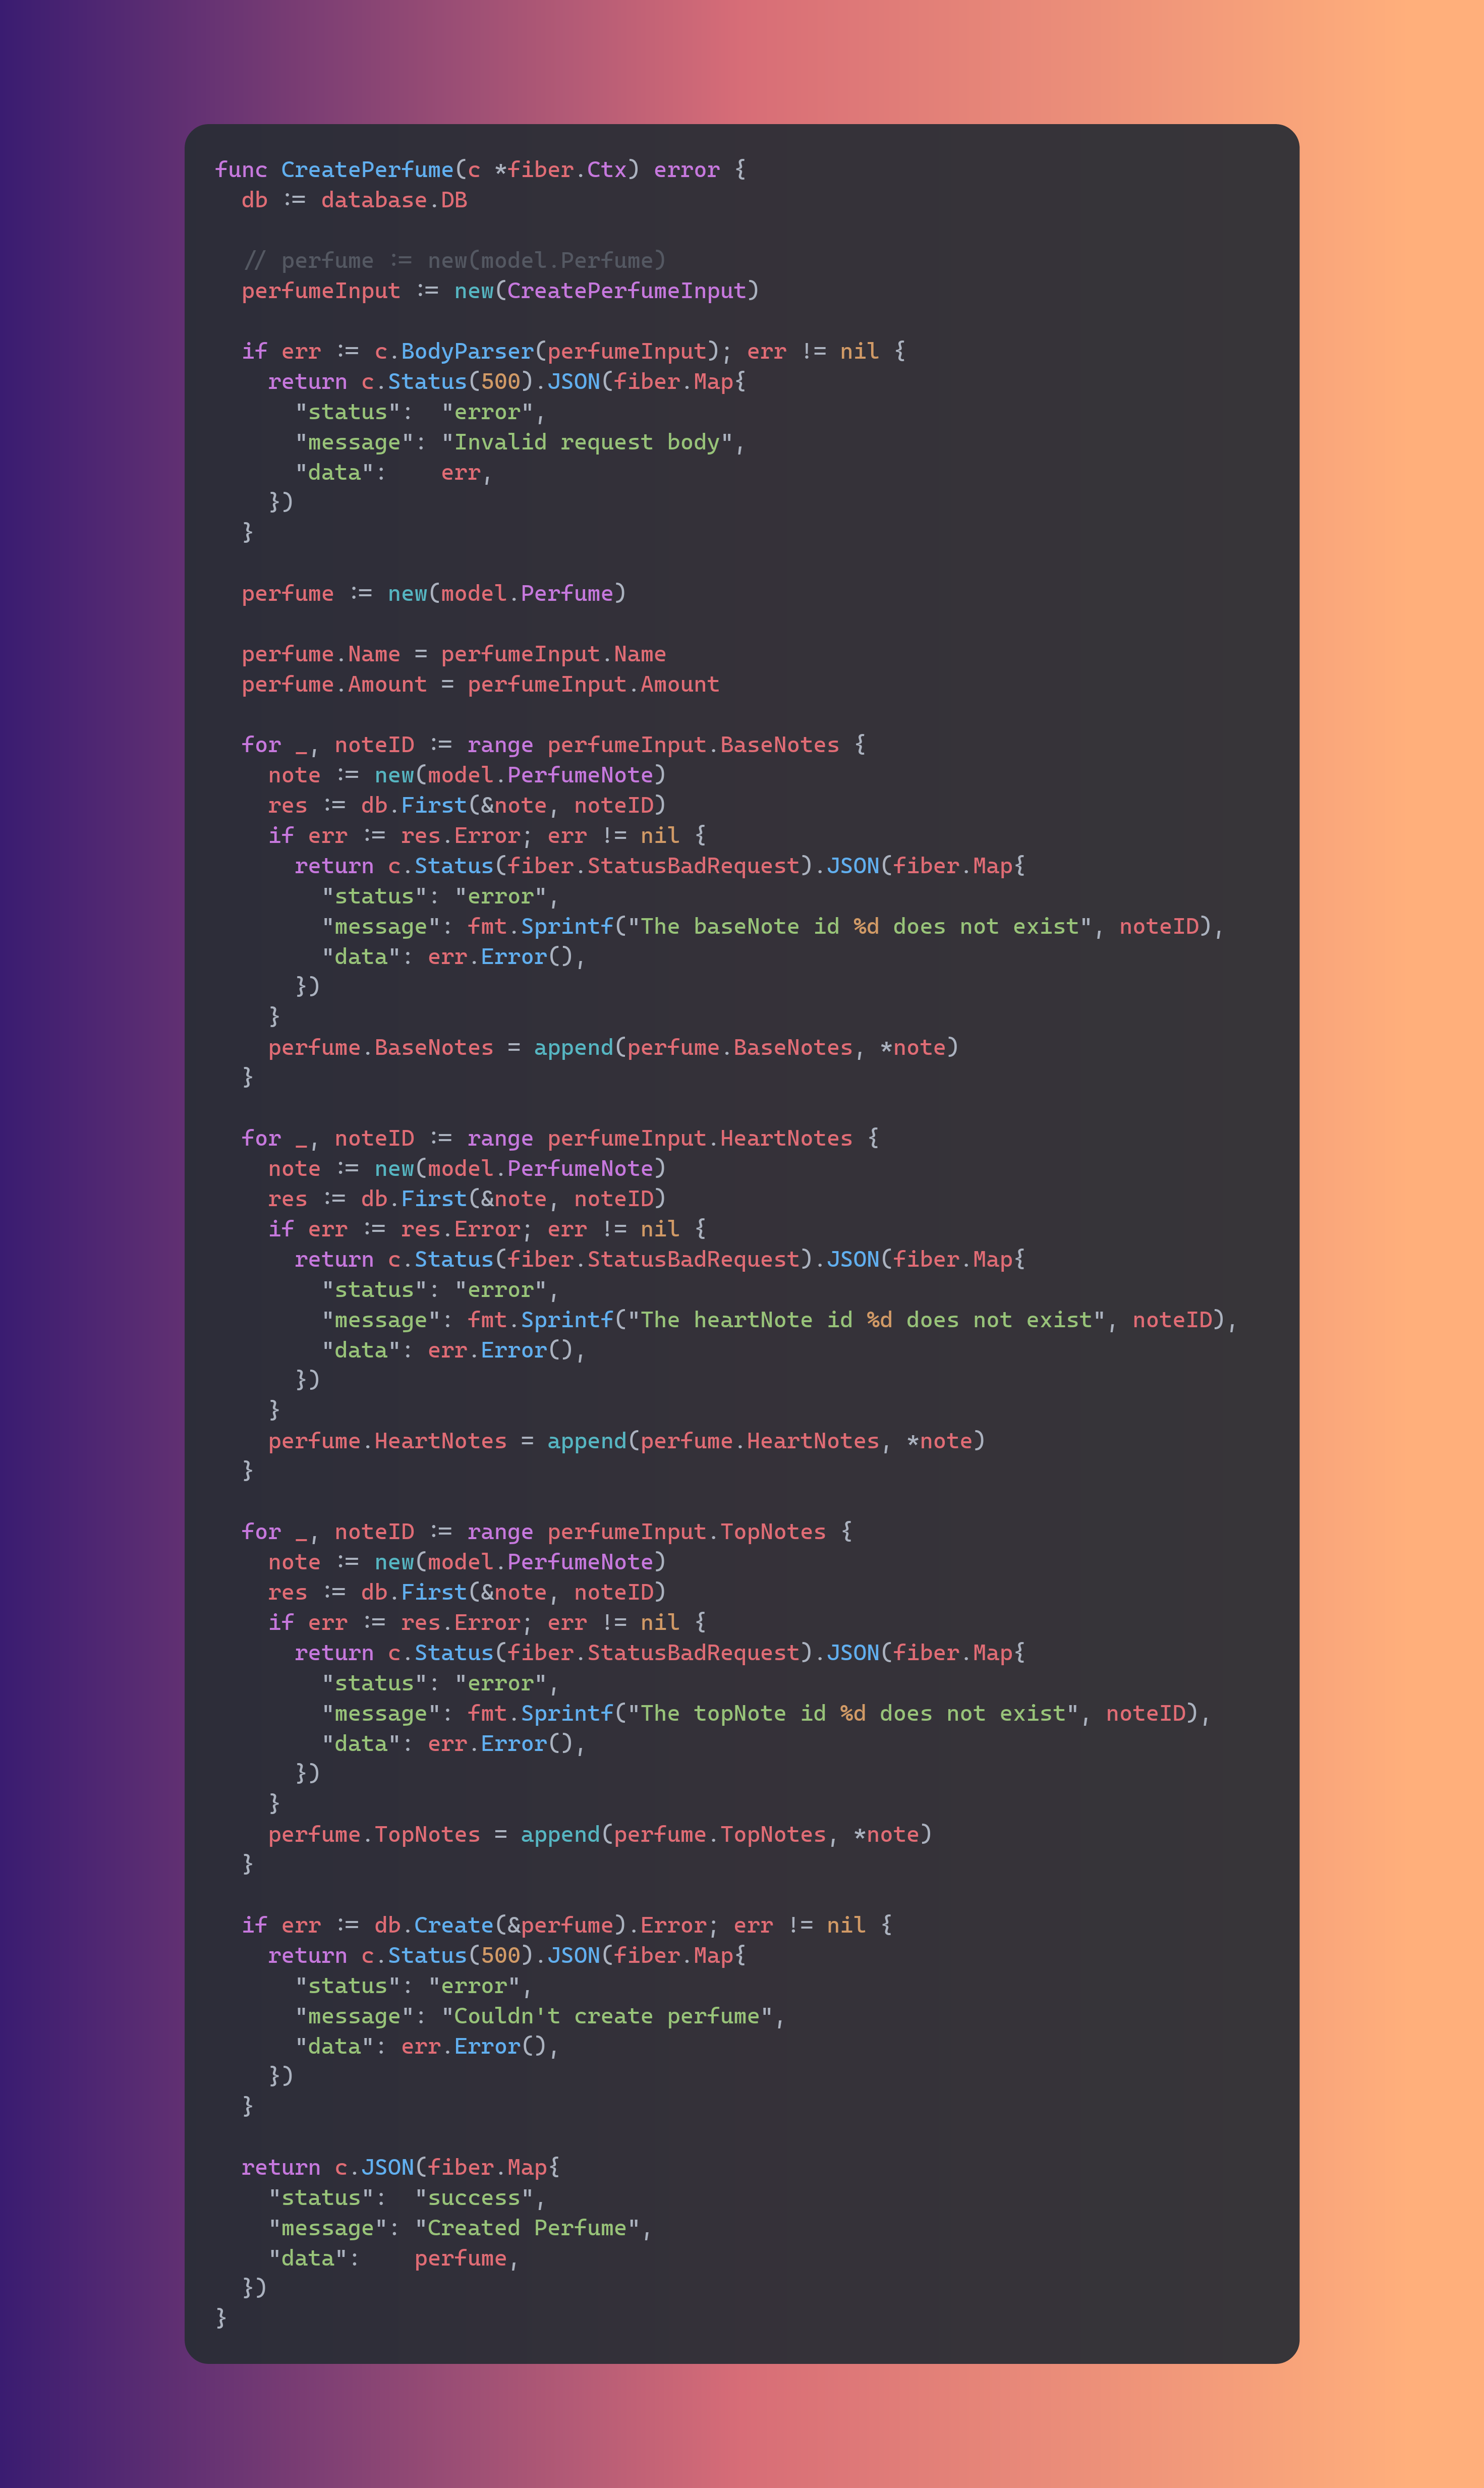 func CreatePerfume(c *fiber.Ctx) error {
  db := database.DB

  // perfume := new(model.Perfume)
  perfumeInput := new(CreatePerfumeInput)

  if err := c.BodyParser(perfumeInput); err != nil {
    return c.Status(500).JSON(fiber.Map{
      "status":  "error",
      "message": "Invalid request body",
      "data":    err,
    })
  }

  perfume := new(model.Perfume)

  perfume.Name = perfumeInput.Name
  perfume.Amount = perfumeInput.Amount

  for _, noteID := range perfumeInput.BaseNotes {
    note := new(model.PerfumeNote)
    res := db.First(&note, noteID)
    if err := res.Error; err != nil {
      return c.Status(fiber.StatusBadRequest).JSON(fiber.Map{
        "status": "error",
        "message": fmt.Sprintf("The baseNote id %d does not exist", noteID),
        "data": err.Error(),
      })
    }
    perfume.BaseNotes = append(perfume.BaseNotes, *note)
  }

  for _, noteID := range perfumeInput.HeartNotes {
    note := new(model.PerfumeNote)
    res := db.First(&note, noteID)
    if err := res.Error; err != nil {
      return c.Status(fiber.StatusBadRequest).JSON(fiber.Map{
        "status": "error",
        "message": fmt.Sprintf("The heartNote id %d does not exist", noteID),
        "data": err.Error(),
      })
    }
    perfume.HeartNotes = append(perfume.HeartNotes, *note)
  }

  for _, noteID := range perfumeInput.TopNotes {
    note := new(model.PerfumeNote)
    res := db.First(&note, noteID)
    if err := res.Error; err != nil {
      return c.Status(fiber.StatusBadRequest).JSON(fiber.Map{
        "status": "error",
        "message": fmt.Sprintf("The topNote id %d does not exist", noteID),
        "data": err.Error(),
      })
    }
    perfume.TopNotes = append(perfume.TopNotes, *note)
  }

  if err := db.Create(&perfume).Error; err != nil {
    return c.Status(500).JSON(fiber.Map{
      "status": "error",
      "message": "Couldn't create perfume",
      "data": err.Error(),
    })
  }

  return c.JSON(fiber.Map{
    "status":  "success",
    "message": "Created Perfume",
    "data":    perfume,
  })
}